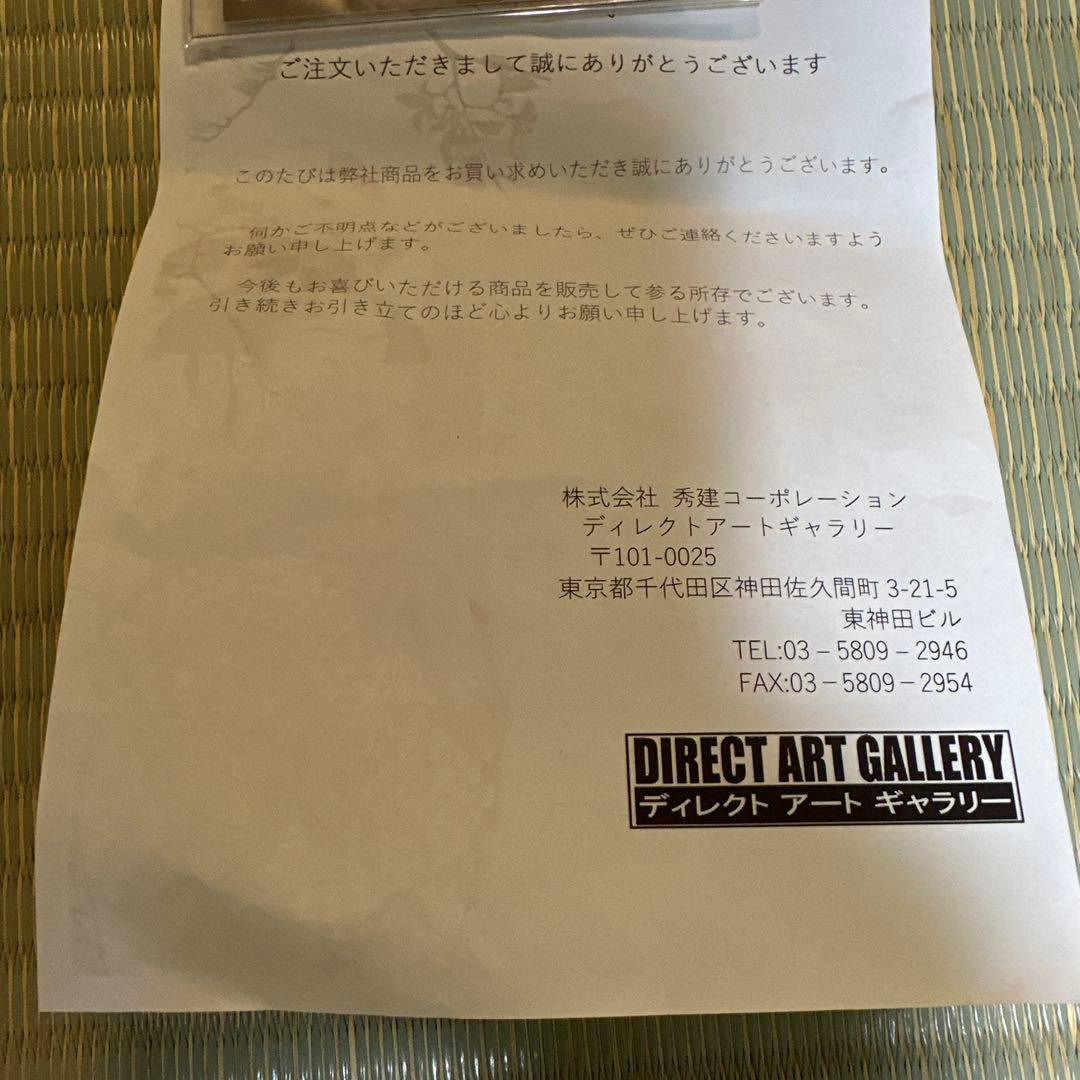 ご注文いただきまして誠にありがとうございます
このたびは弊社商品をお買い求めいただき誠にありがとうございます。
何かご不明点などがございましたら、ぜひご連絡くださいますよう
お願い申し上げます。
今後もお喜びいただける商品を販売して参る所存でございます。
引き続きお引き立てのほど心よりお願い申し上げます。
株式会社 秀建コーポレーション
ディレクトアートギャラリー
〒101-0025
東京都千代田区神田佐久間町 3-21-5
東神田ビル
TEL:03－5809－2946
FAX:03－5809－2954
DIRECT ART GALLERY
ディレクト アート ギャラリー